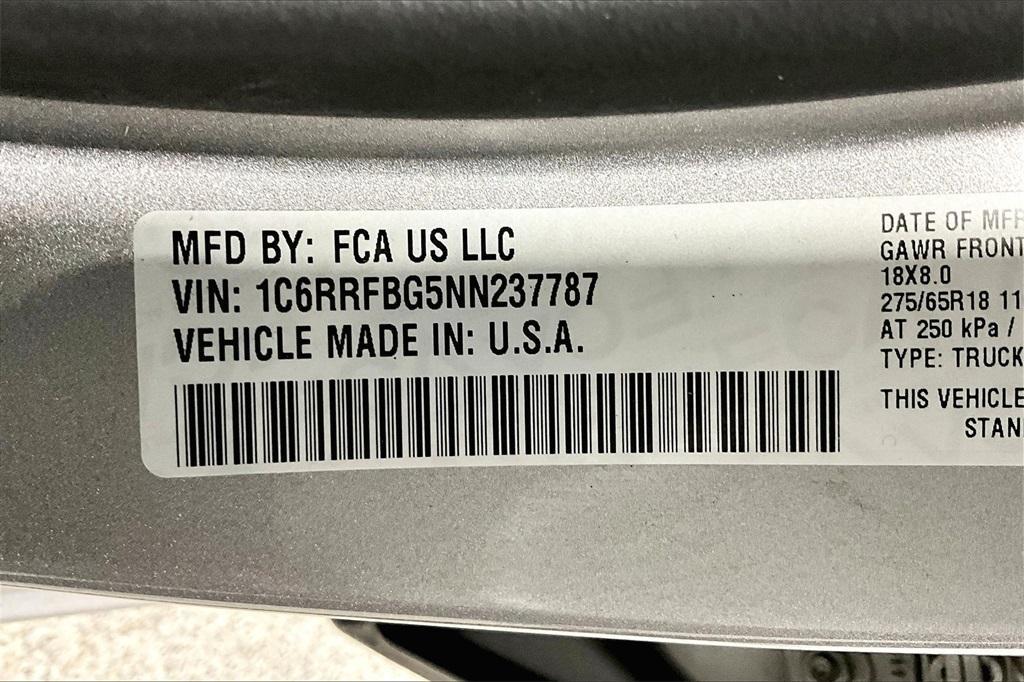 MFD BY: FCA US LLC
VIN: 1C6RRFBG5NN237787
VEHICLE MADE IN: U.S.A.
DATE OF MFR
GAWR FRONT
18X8.0
275/65R18 11
AT 250 kPa /
TYPE: TRUCK
THIS VEHICLE
STAN